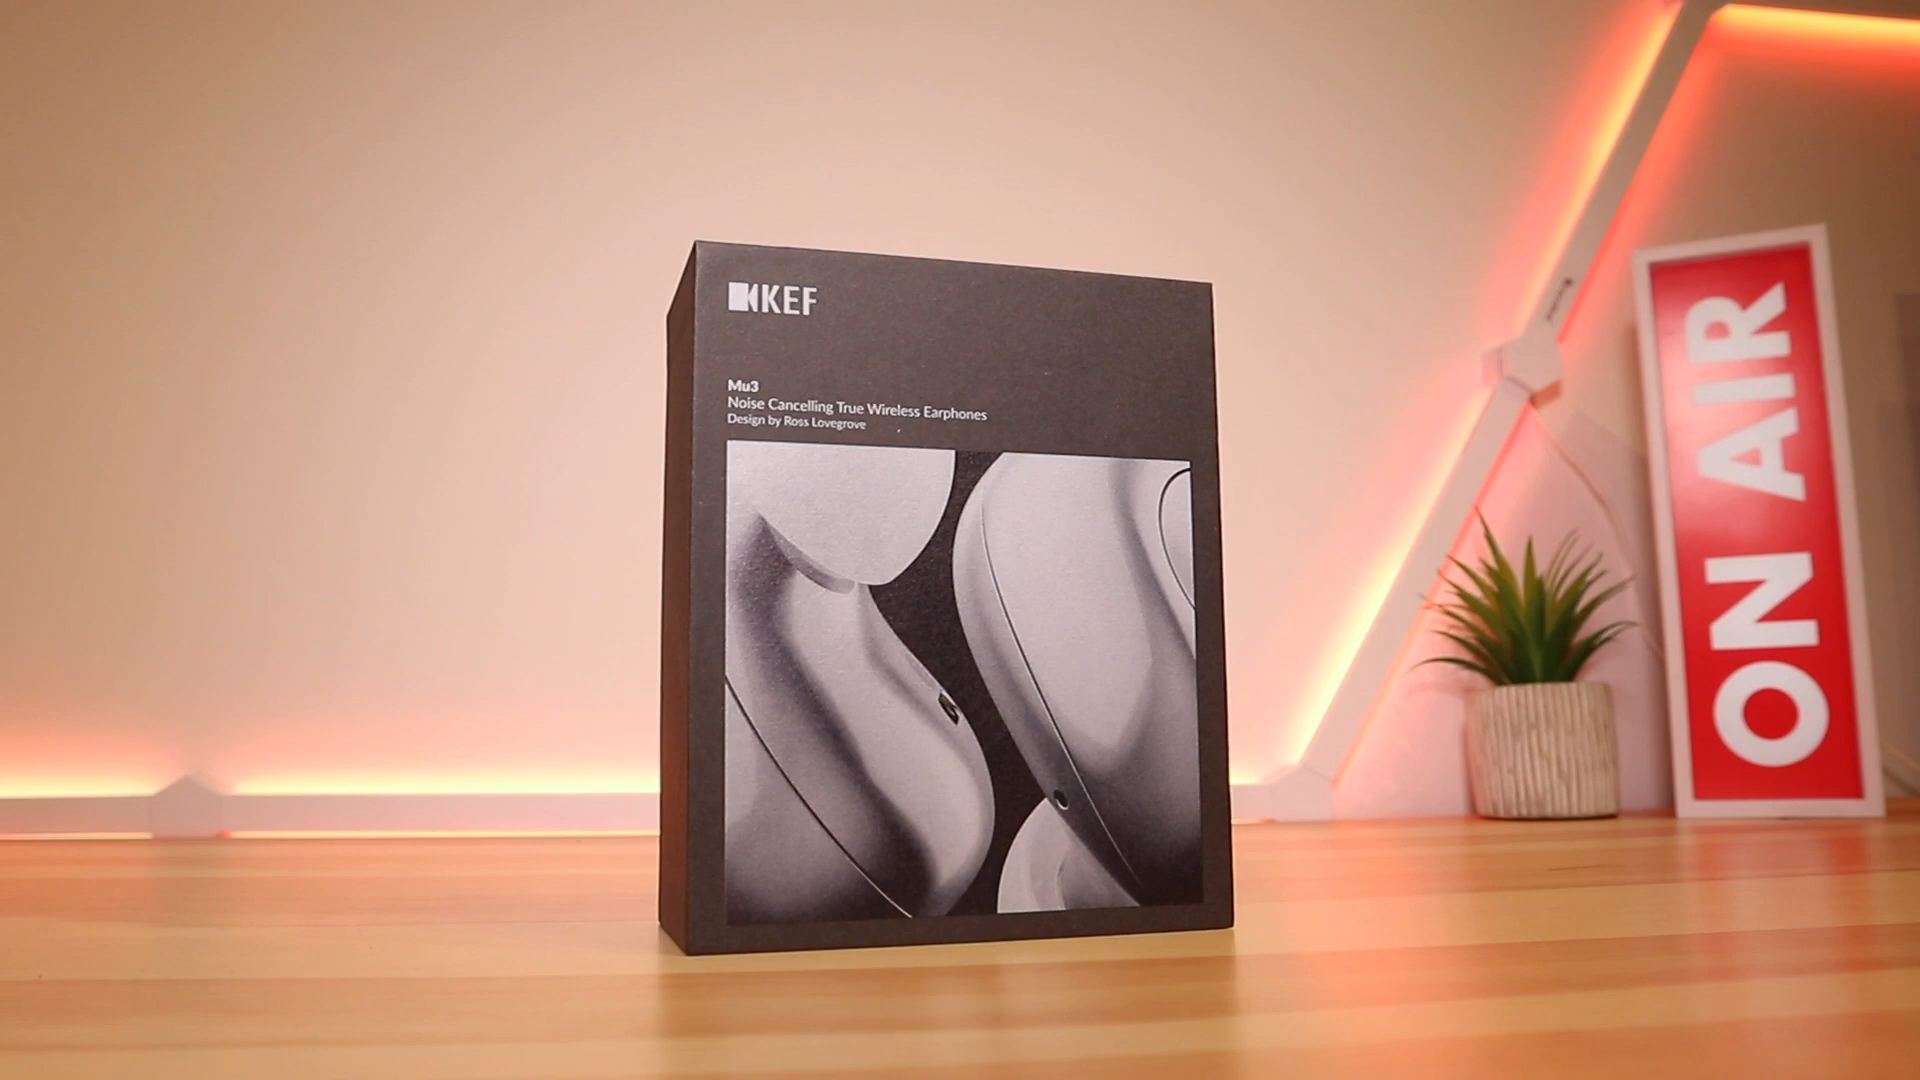 KEF
Mu3
Noise Cancelling True Wireless Earphones
Design by Ross Lovegrove
ON AIR